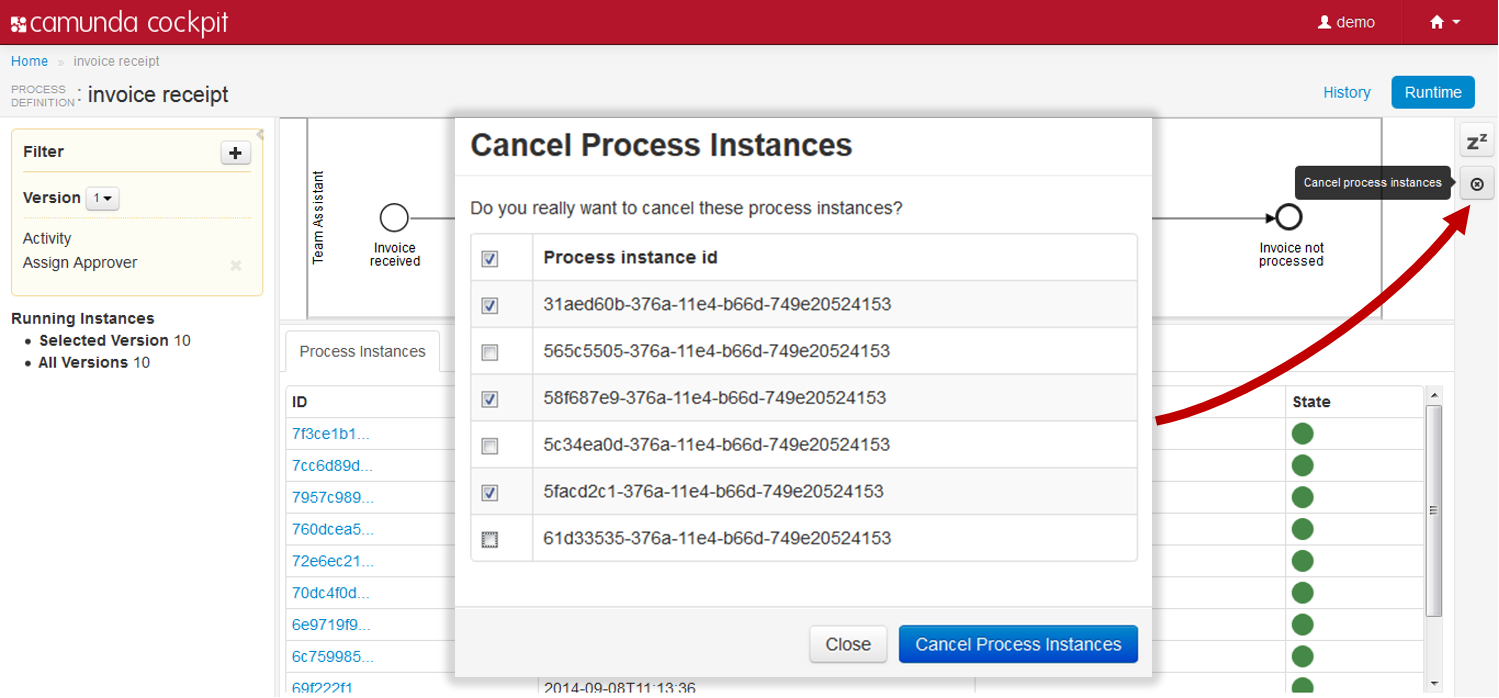 camunda cockpit
demo
Home » invoice receipt
PROCESS DEFINITION : invoice receipt
History
Runtime
Filter
+
Version 1
Activity
Assign Approver
Running Instances
Selected Version 10
All Versions 10
Team Assistant
Invoice
received
Invoice not
processed
zz
Cancel process instances
Process Instances
ID
State
7f3ce1b1...
7cc6d89d...
7957c989...
760dcea5...
72e6ec21...
70dc4f0d...
6e9719f9...
6c759985...
69f222f1
2014-09-08T11:13:36
Cancel Process Instances
Do you really want to cancel these process instances?
Process instance id
31aed60b-376a-11e4-b66d-749e20524153
565c5505-376a-11e4-b66d-749e20524153
58f687e9-376a-11e4-b66d-749e20524153
5c34ea0d-376a-11e4-b66d-749e20524153
5facd2c1-376a-11e4-b66d-749e20524153
61d33535-376a-11e4-b66d-749e20524153
Close
Cancel Process Instances